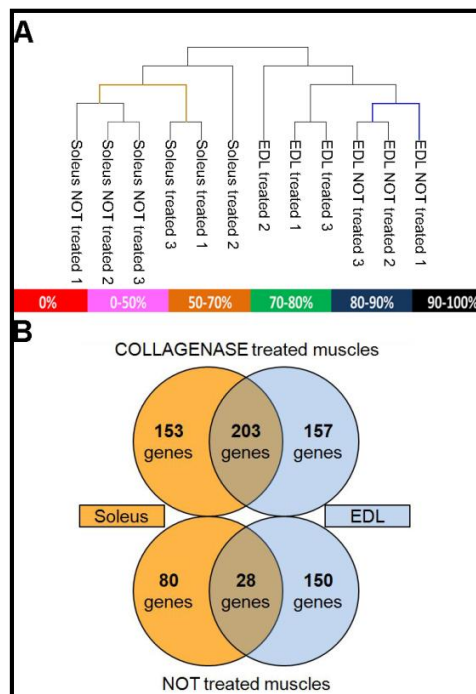 A
Soleus NOT treated 1
Soleus NOT treated 2
Soleus NOT treated 3
Soleus treated 3
Soleus treated 1
Soleus treated 2
EDL treated 2
EDL treated 1
EDL treated 3
EDL NOT treated 3
EDL NOT treated 2
EDL NOT treated 1
0% 0-50% 50-70% 70-80% 80-90% 90-100%
B
COLLAGENASE treated muscles
153 203 157
genes genes genes
Soleus EDL
80 28 150
genes genes genes
NOT treated muscles